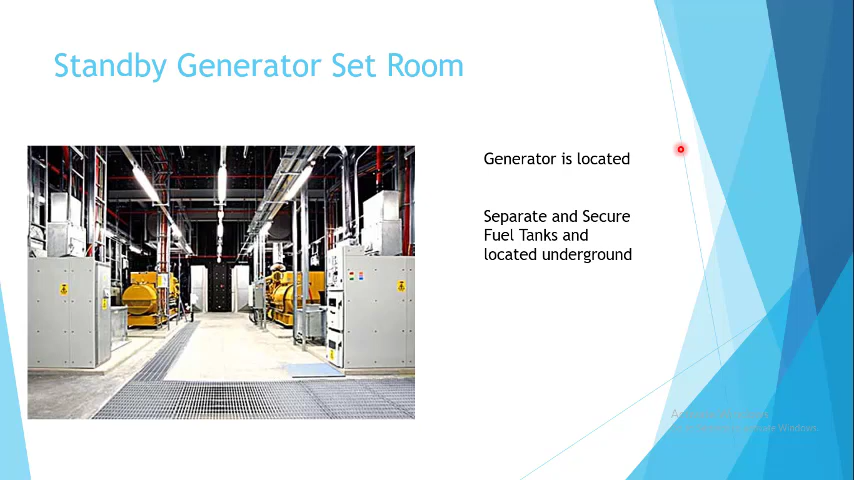 Standby Generator Set Room
Generator is located
Separate and Secure
Fuel Tanks and
located underground